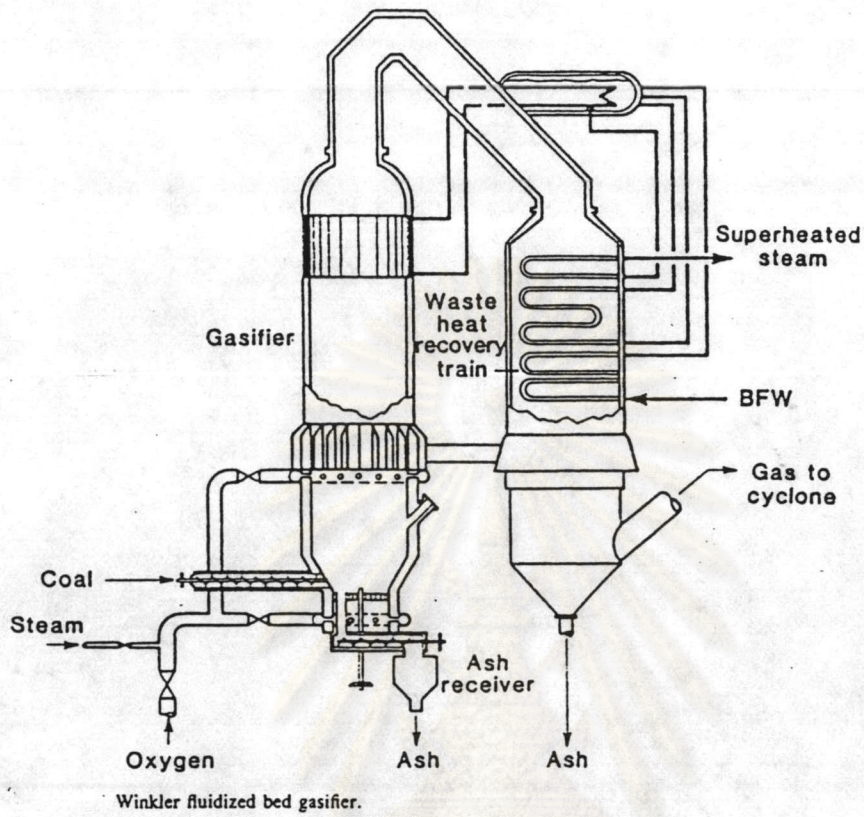 Superheated
steam
Waste
heat
recovery
train
Gasifier
BFW
Gas to
cyclone
Coal
Steam
Ash
receiver
Oxygen
Ash
Ash
Winkler fluidized bed gasifier.